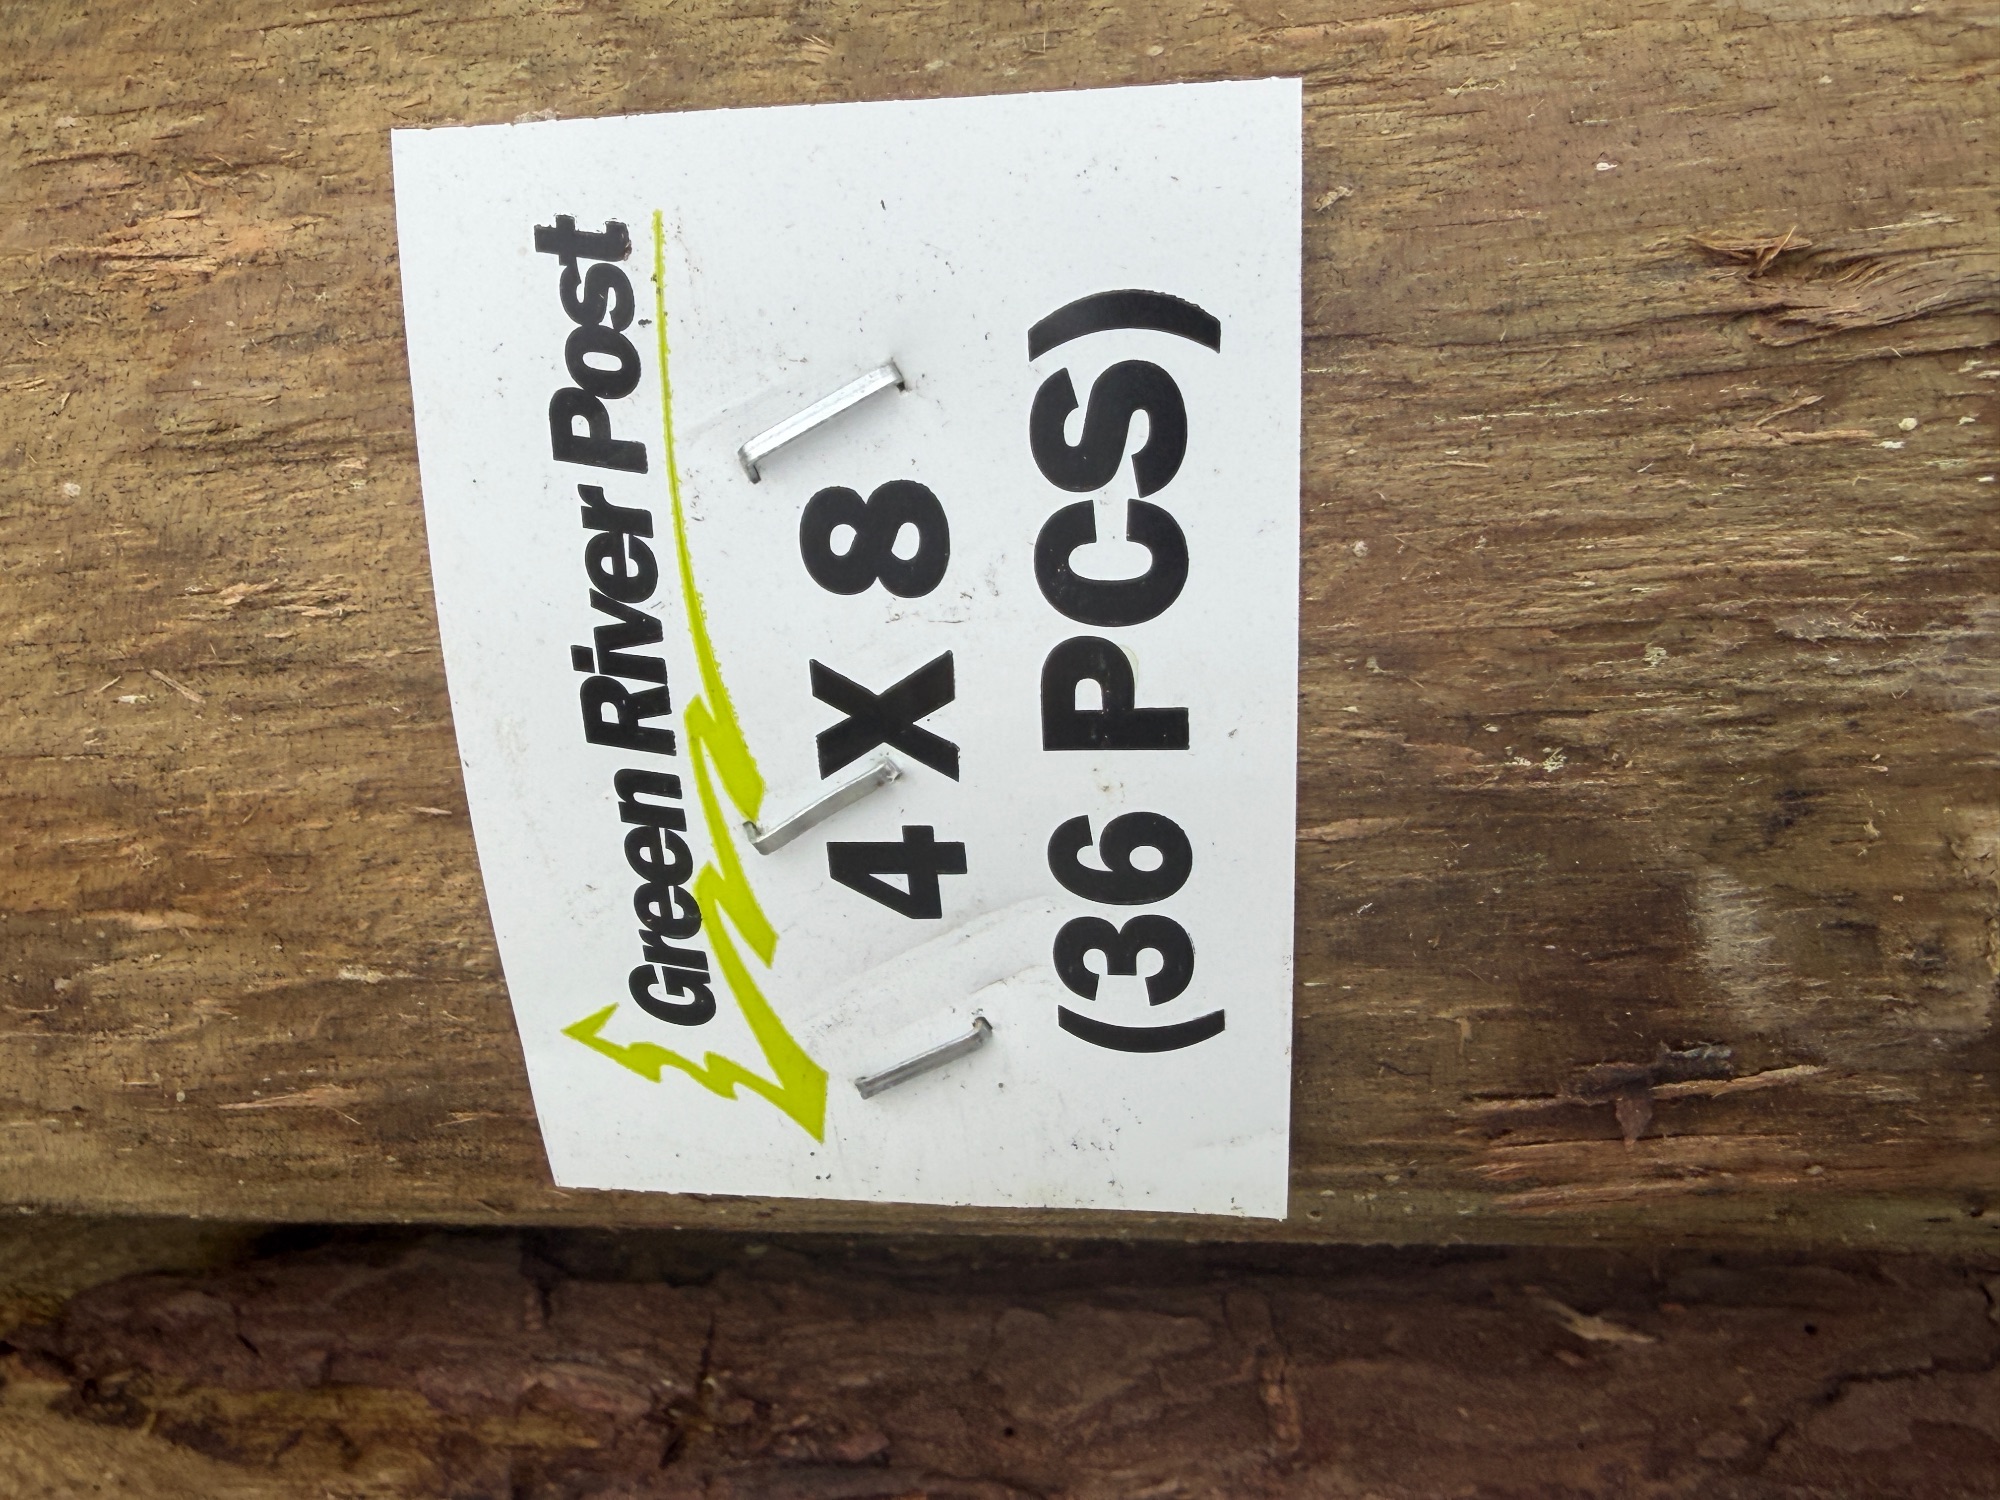 Green River Post
4 X 8
(36 PCS)